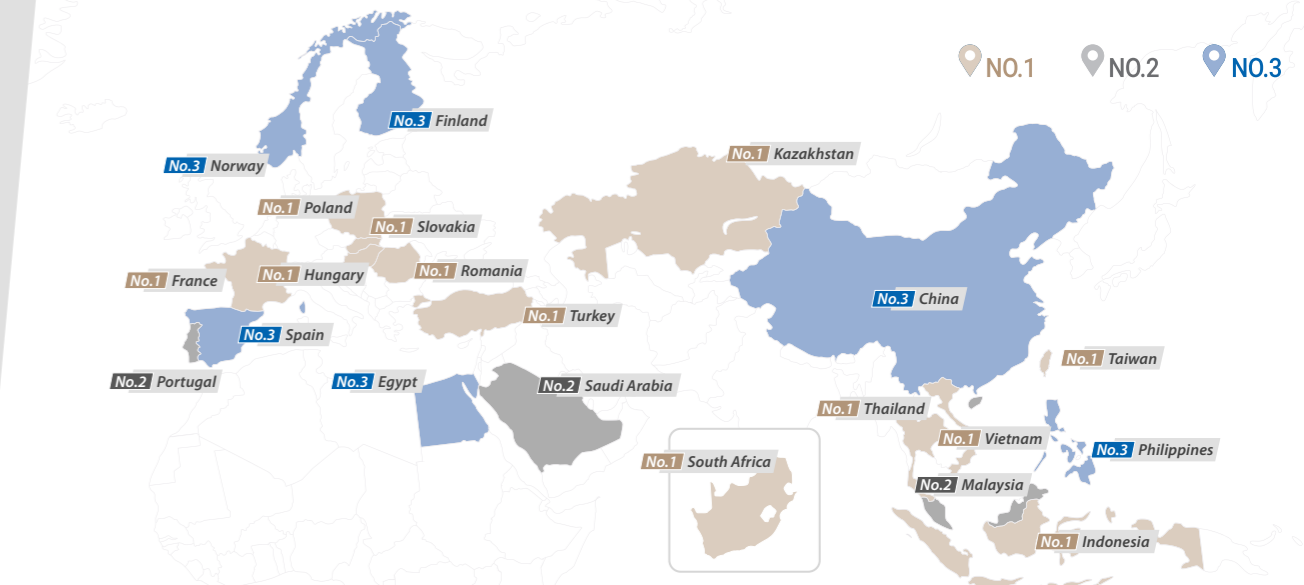 NO.1
NO.2
NO.3
No.3 Finland
No.3 Norway
No.1 Kazakhstan
No.1 Poland
No.1 Slovakia
No.1 France
No.1 Hungary
No.1 Romania
No.3 China
No.1 Turkey
No.3 Spain
No.1 Taiwan
No.2 Portugal
No.3 Egypt
No.2 Saudi Arabia
No.1 Thailand
No.1 Vietnam
No.3 Philippines
No.1 South Africa
No.2 Malaysia
No.1 Indonesia